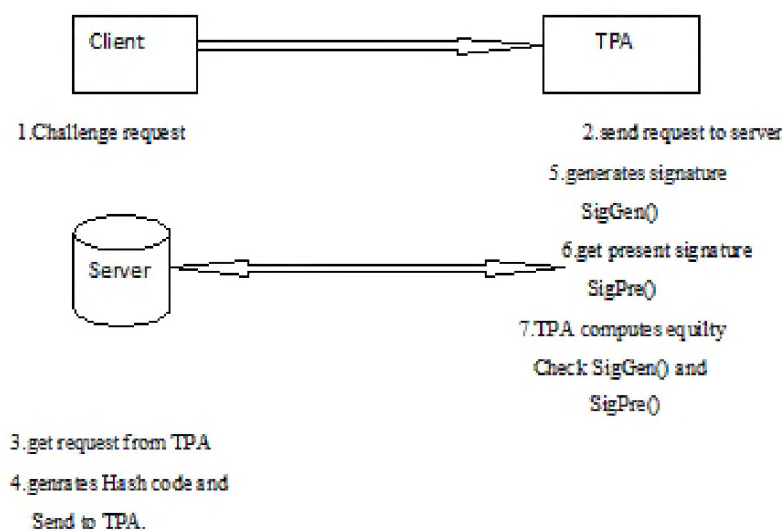 Client
TPA
1.Challenge request
2.send request to server
5.generates signature
SigGen()
Server
6.get present signature
SigPre()
7.TPA computes equilty
Check SigGen() and
SigPre()
3.get request from TPA
4.genrates Hash code and
Send to TPA.